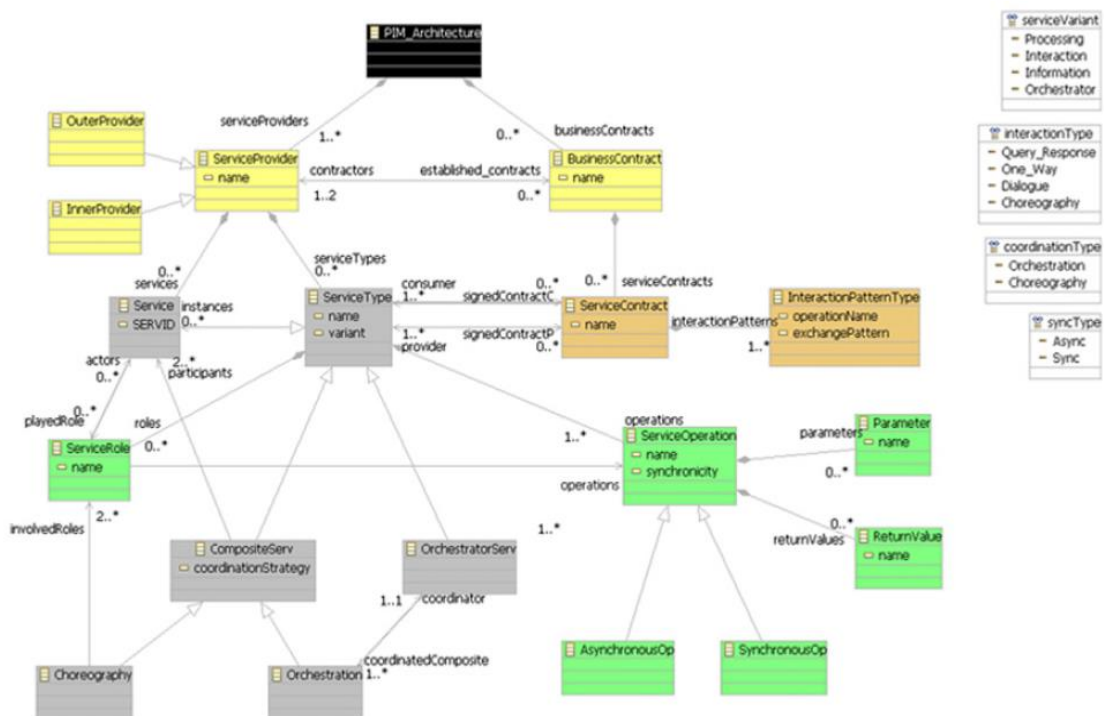 PIM_Architecture
serviceVariant
Processing
Interaction
Information
Orchestrator
serviceProviders
1..*
0..*
businessContracts
OuterProvider
ServiceProvider
name
contractors
1..2
established_contracts
0..*
BusinessContract
name
interactionType
Query_Response
One_Way
Dialogue
Choreography
InnerProvider
coordinationType
Orchestration
Choreography
0..*
services
serviceTypes
0..*
0..*
serviceContracts
Service
SERVID
instances
0..*
ServiceType
name
variant
consumer
1..*
signedContractC
0..*
1..*
provider
signedContractP
0..*
ServiceContract
name
interactionPatterns
1..*
InteractionPatternType
operationName
exchangePattern
syncType
Async
Sync
actors
0..*
2..*
participants
playedRole
0..*
roles
0..*
ServiceRole
name
operations
1..*
ServiceOperation
name
synchronicity
operations
1..*
parameters
0..*
Parameter
name
returnValues
0..*
ReturnValue
name
involvedRoles
2..*
CompositeServ
coordinationStrategy
OrchestratorServ
1..1
coordinator
coordinatedComposite
1..*
Choreography
Orchestration
AsynchronousOp
SynchronousOp